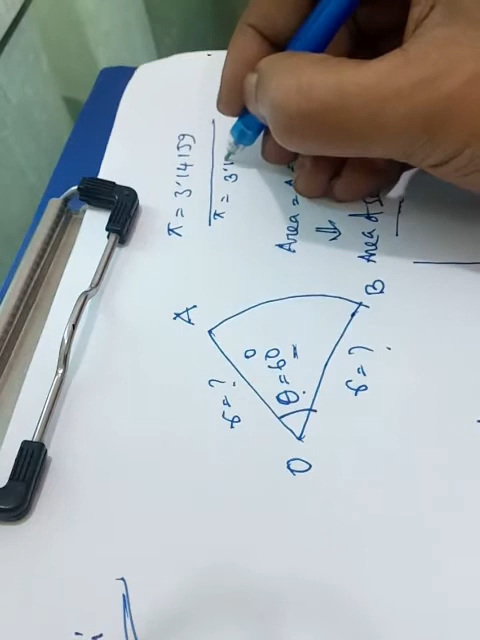 π = 3.14159
π = 3.1
Area =
Area of
A
B
θ = 60°
r = ?
r = ?
O